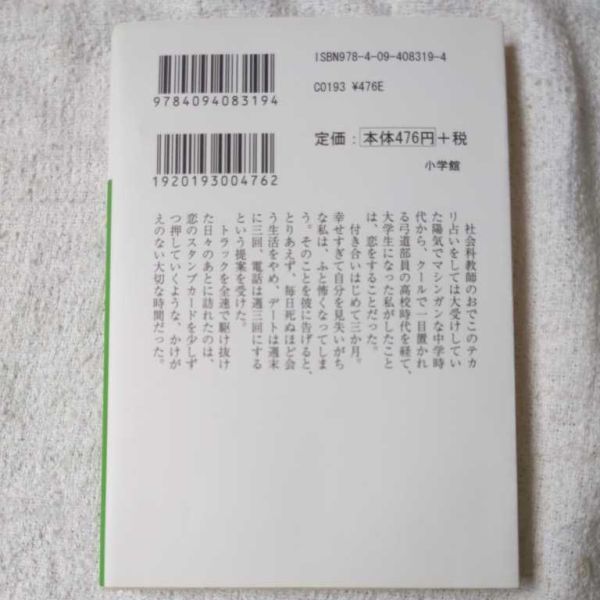 ISBN978-4-09-408319-4
C0193 ¥476E
9784094083194
定価：本体476円＋税
小学館
1920193004762
社会科教師のおでこのテカ
リ占いをしては大受けしてい
た陽気でマシンガンな中学時
代から、クールで一目置かれ
る弓道部員の高校時代を経て、
大学生になった私がしたこと
は、恋をすることだった。
付き合いはじめて三か月。
幸せすぎて自分を見失いがち
な私は、ふと怖くなってしま
う。そのことを彼に告げると、
とりあえず、毎日死ぬほど会
う生活をやめ、デートは週末
に三回、電話は週三回にする
という提案を受けた。
トラックを全速で駆け抜け
た日々のあとに訪れたのは、
恋のスタンプカードを少しず
つ押していくような、かけが
えのない大切な時間だった。